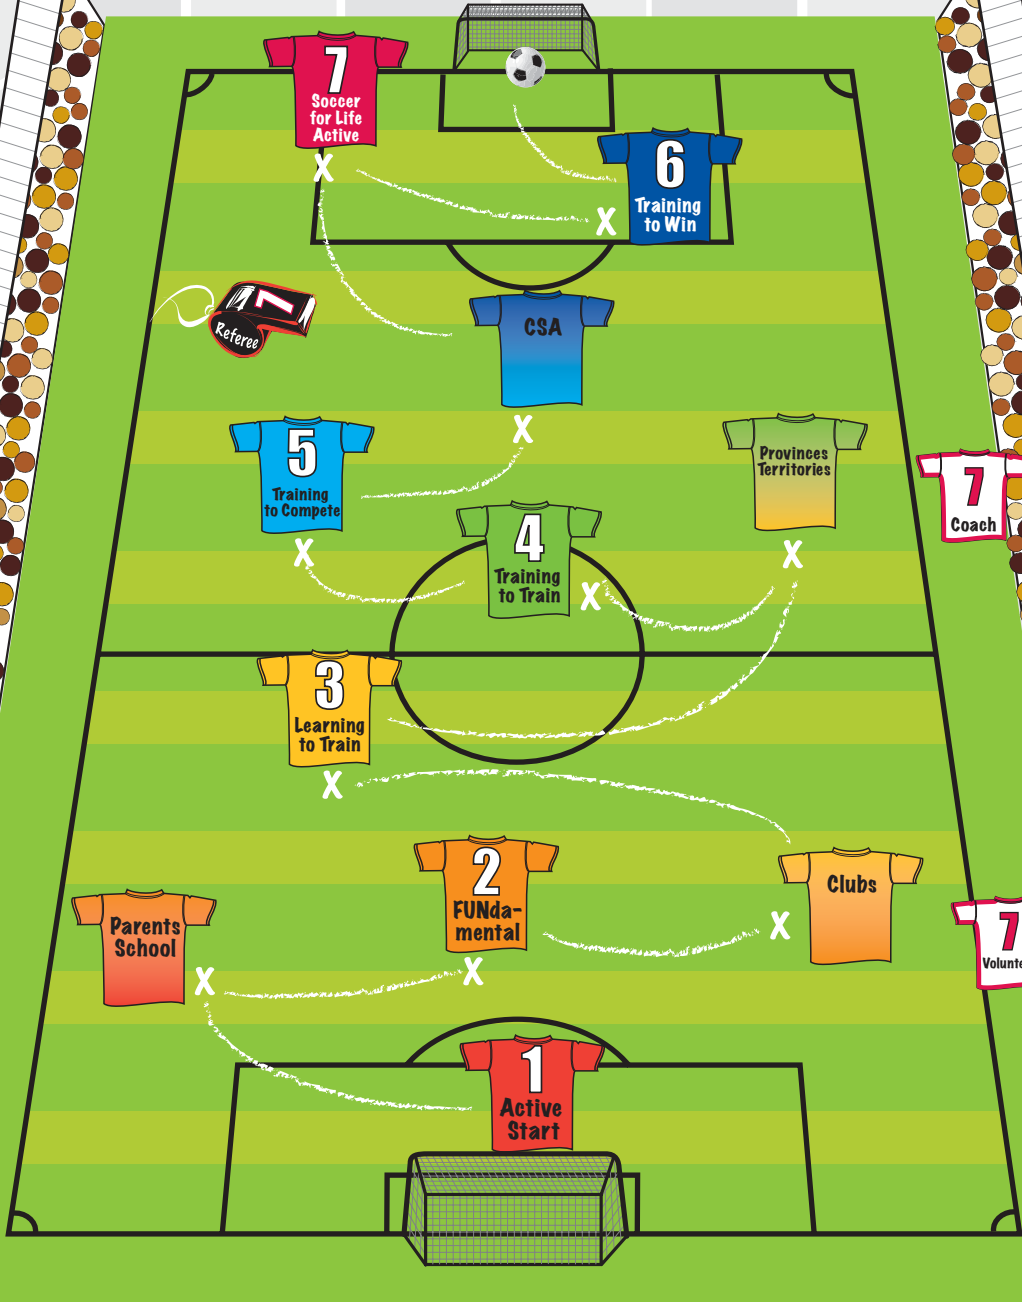 7
Soccer
for Life
Active
6
Training
to Win
7
Referee
CSA
5
Training
to Compete
Provinces
Territories
7
Coach
4
Training
to Train
3
Learning
to Train
2
FUNda-
mental
Clubs
Parents
School
7
1
Active
Start